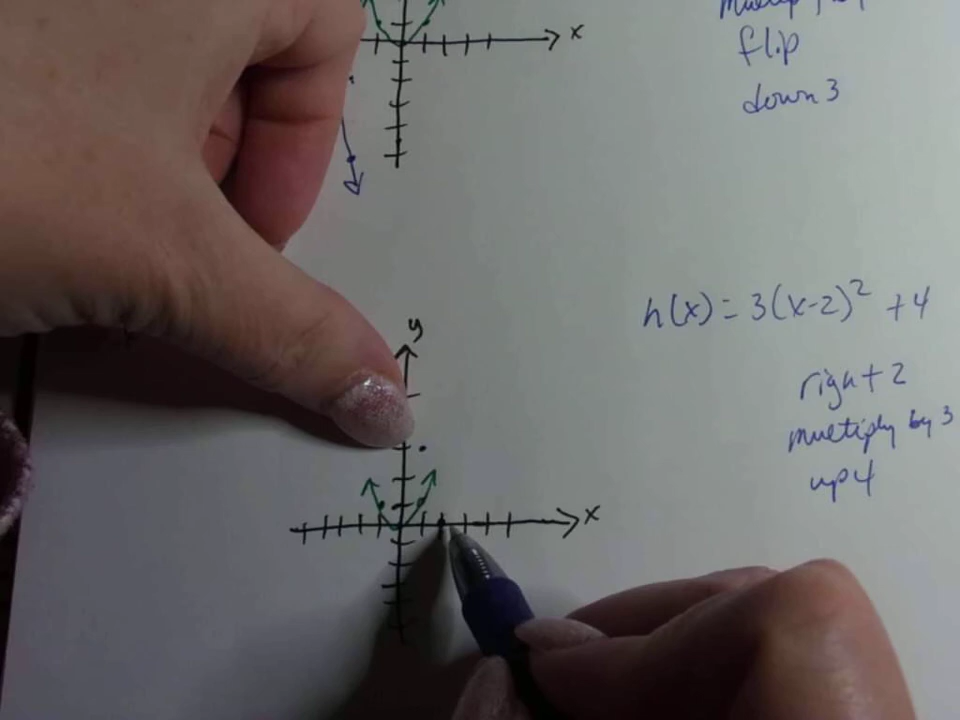 x
flip
down 3
y
h(x) = 3(x-2)² +4
right 2
multiply by 3
up 4
x